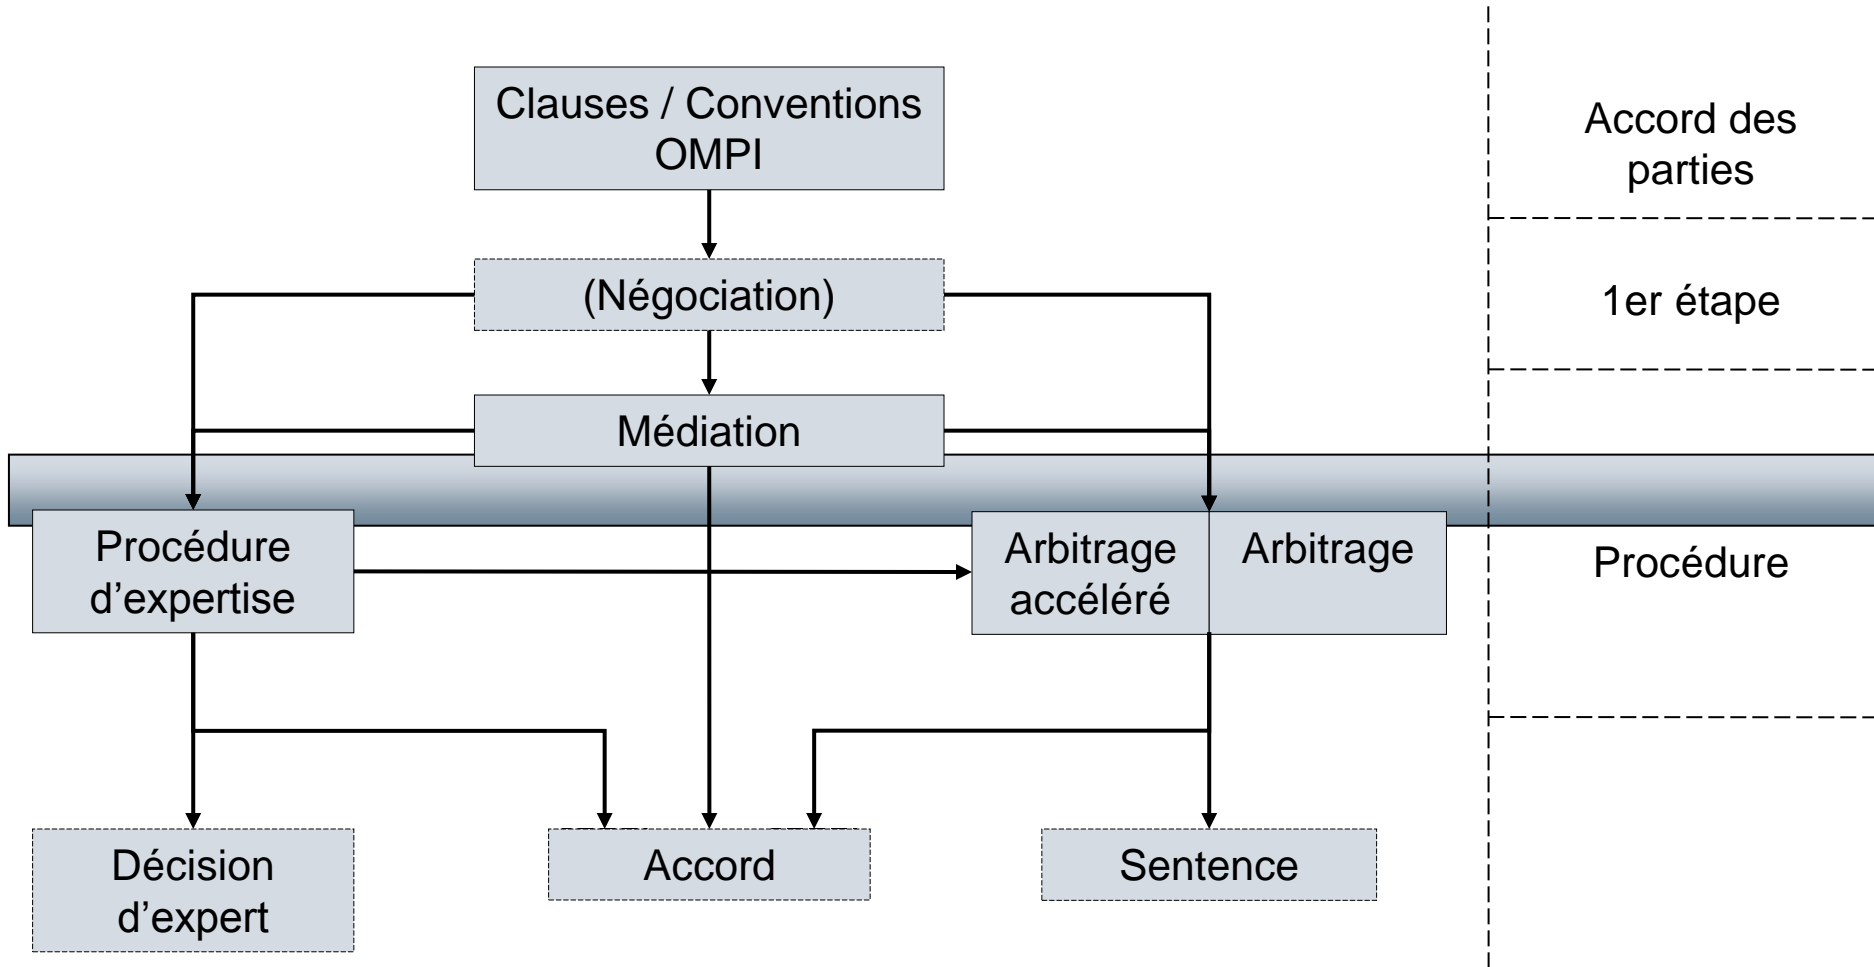 Clauses / Conventions
OMPI
Accord des
parties
(Négociation)
1er étape
Médiation
Procédure
d’expertise
Arbitrage
accéléré
Arbitrage
Procédure
Décision
d’expert
Accord
Sentence